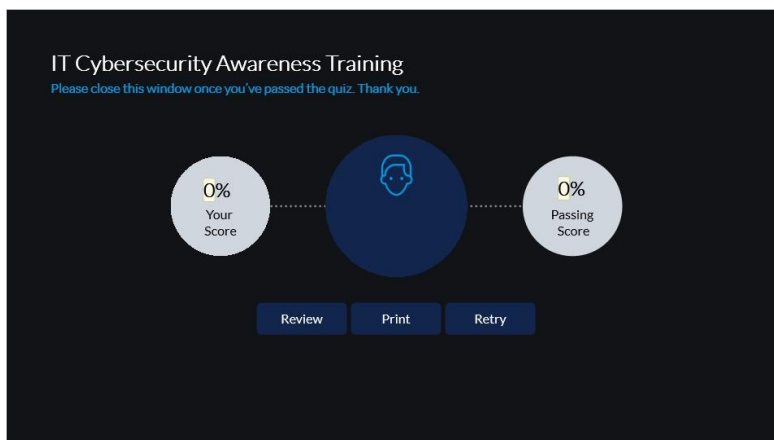 IT Cybersecurity Awareness Training
Please close this window once you've passed the quiz. Thank you.
0%
Your
Score
0%
Passing
Score
Review
Print
Retry